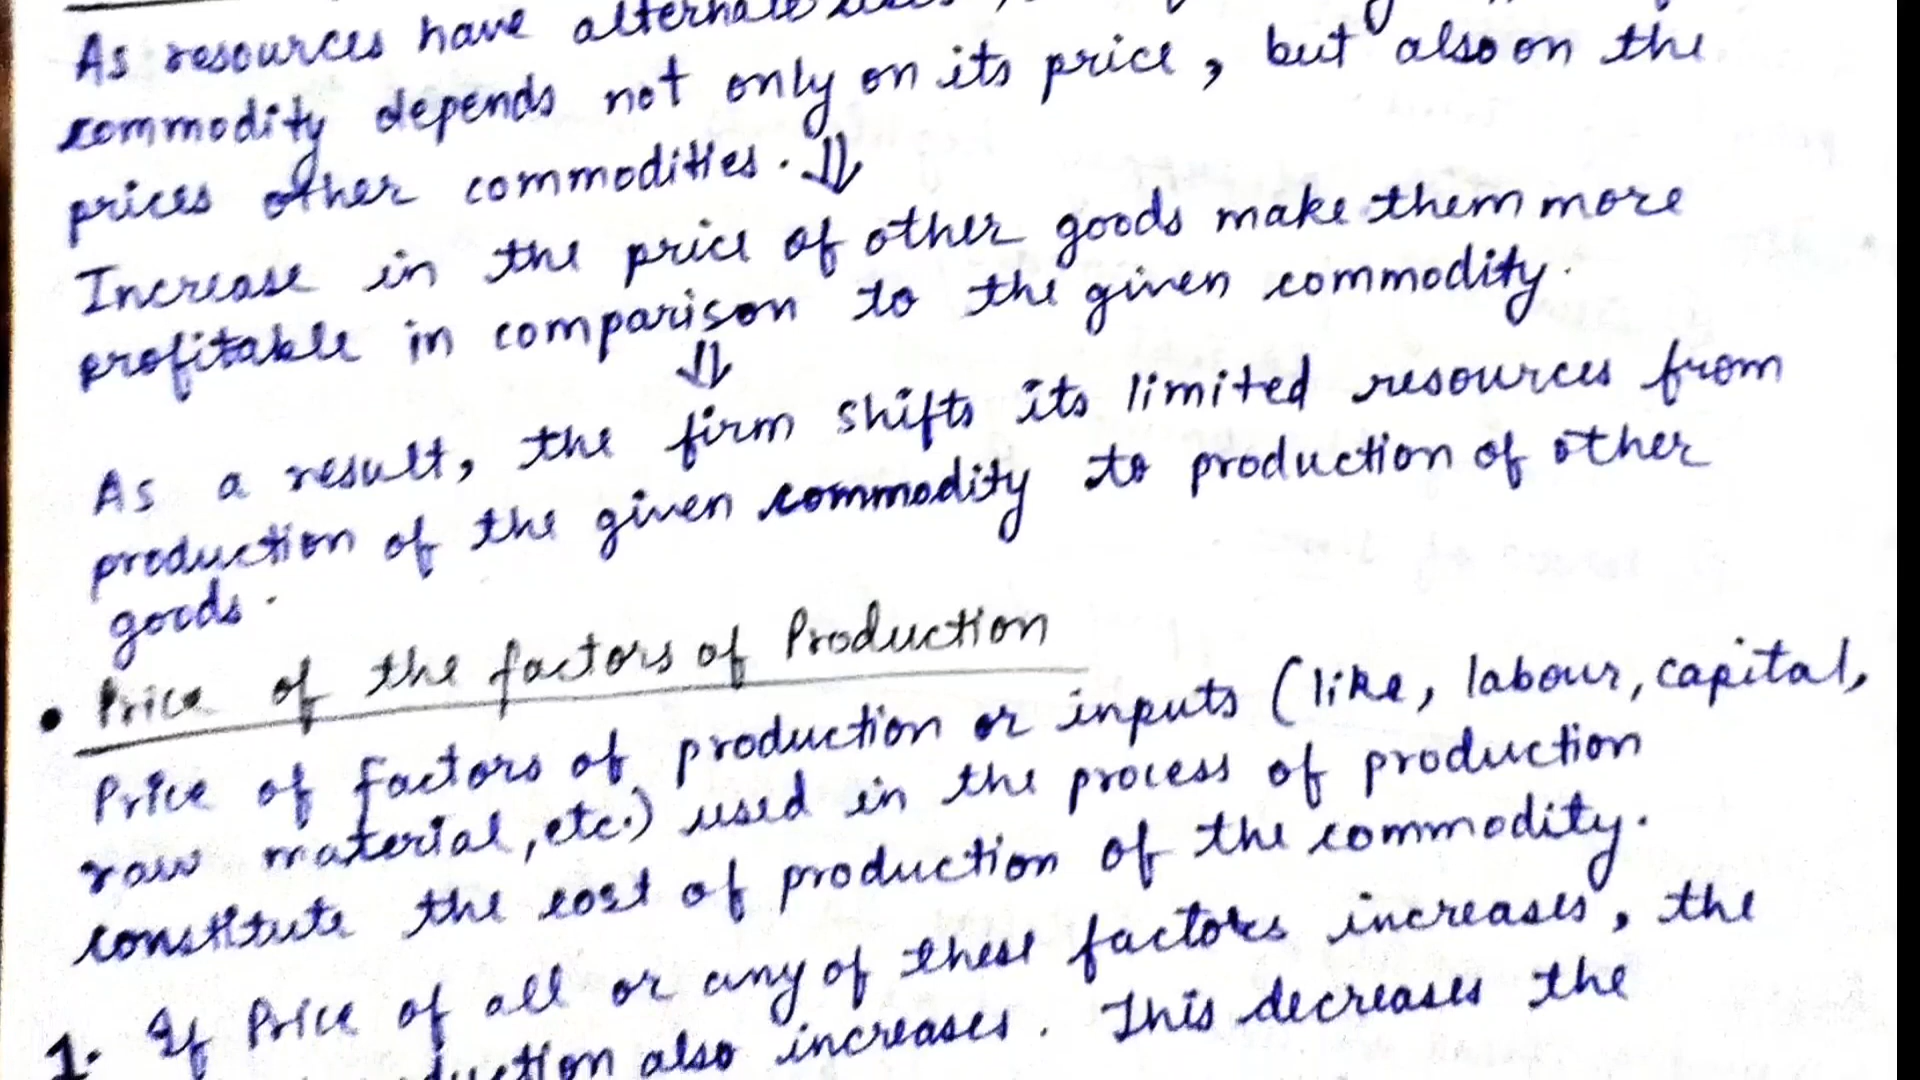 As resources have alternate
commodity depends not only on its price, but also on the
prices other commodities. ⇓
Increase in the price of other goods make them more
profitable in comparison to the given commodity.
⇓
As a result, the firm shifts its limited resources from
production of the given commodity to production of other
goods.
• Price of the factors of Production
Price of factors of production or inputs (like, labour, capital,
raw material, etc.) used in the process of production
constitute the cost of production of the commodity.
1. If Price of all or any of these factors increases, the
also increases. This decreases the